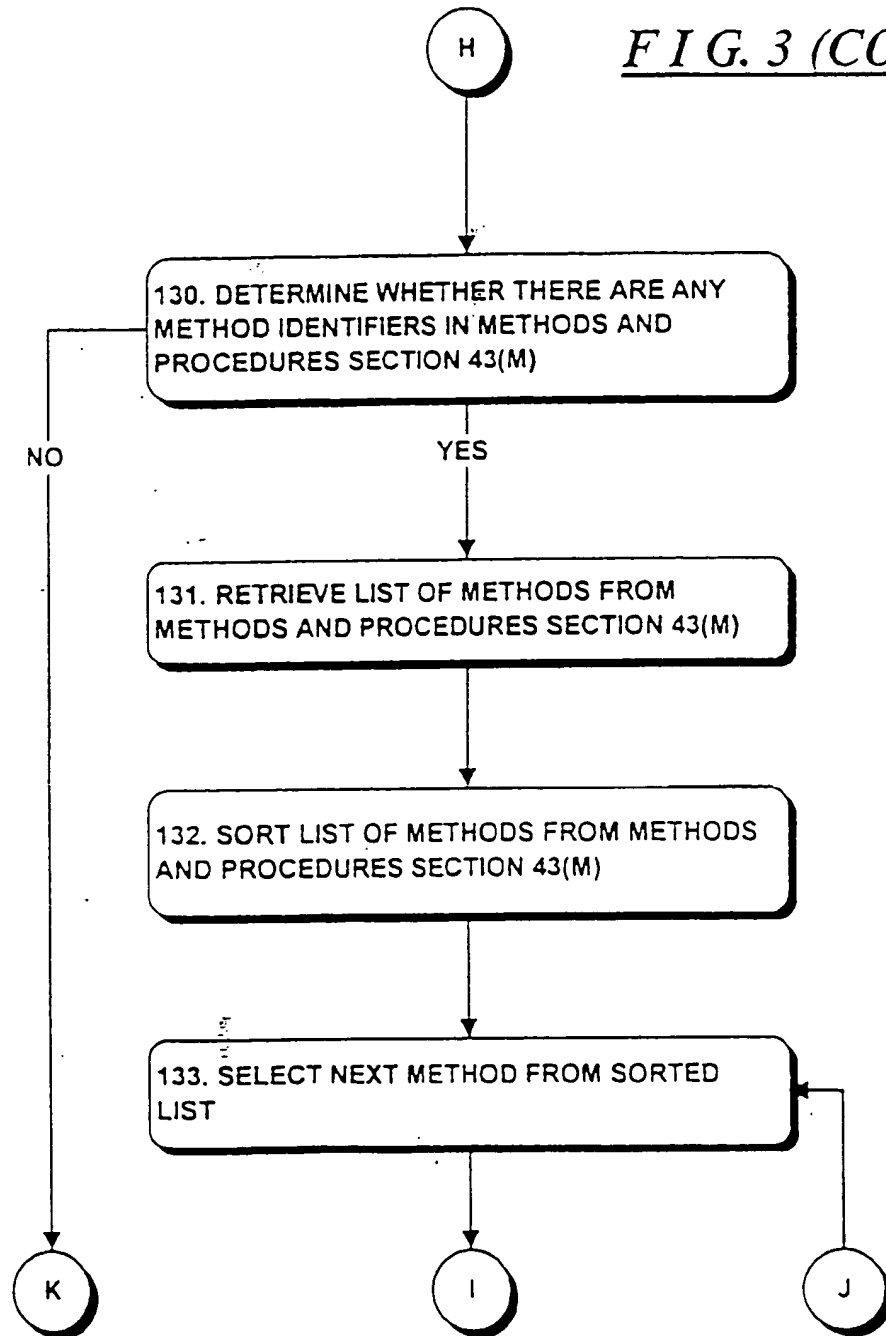 H
F I G. 3 (CO
130. DETERMINE WHETHER THERE ARE ANY
METHOD IDENTIFIERS IN METHODS AND
PROCEDURES SECTION 43(M)
NO
YES
131. RETRIEVE LIST OF METHODS FROM
METHODS AND PROCEDURES SECTION 43(M)
132. SORT LIST OF METHODS FROM METHODS
AND PROCEDURES SECTION 43(M)
133. SELECT NEXT METHOD FROM SORTED
LIST
K
I
J